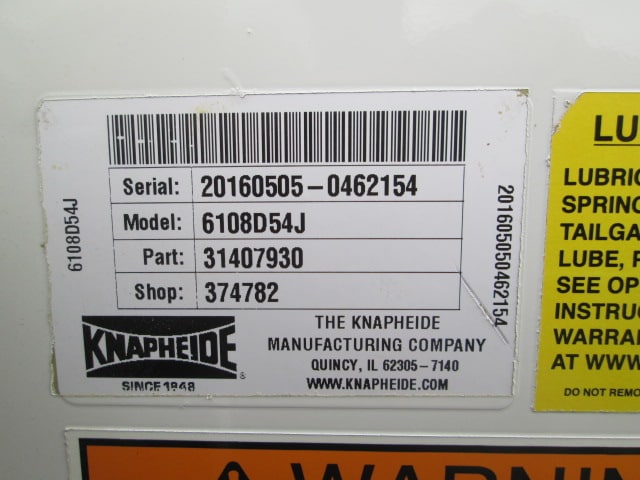 Serial: 20160505-0462154
Model: 6108D54J
Part: 31407930
Shop: 374782
6108D54J
201605050462154
KNAPHEIDE®
SINCE 1848
THE KNAPHEIDE
MANUFACTURING COMPANY
QUINCY, IL 62305-7140
WWW.KNAPHEIDE.COM
LU
LUBRIC
SPRING
TAILGA
LUBE, F
SEE OP
INSTRUC
WARRA
AT WWW
DO NOT REMO
WARNIN